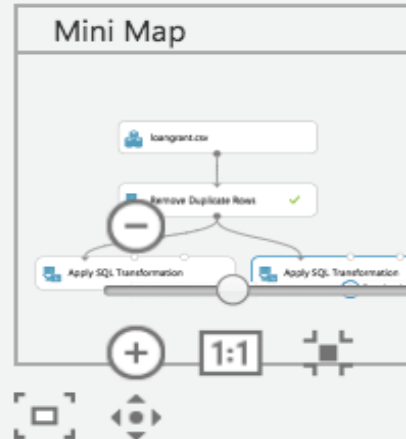 Mini Map
loangrant.csv
Remove Duplicate Rows
Apply SQL Transformation
Apply SQL Transformation
1:1